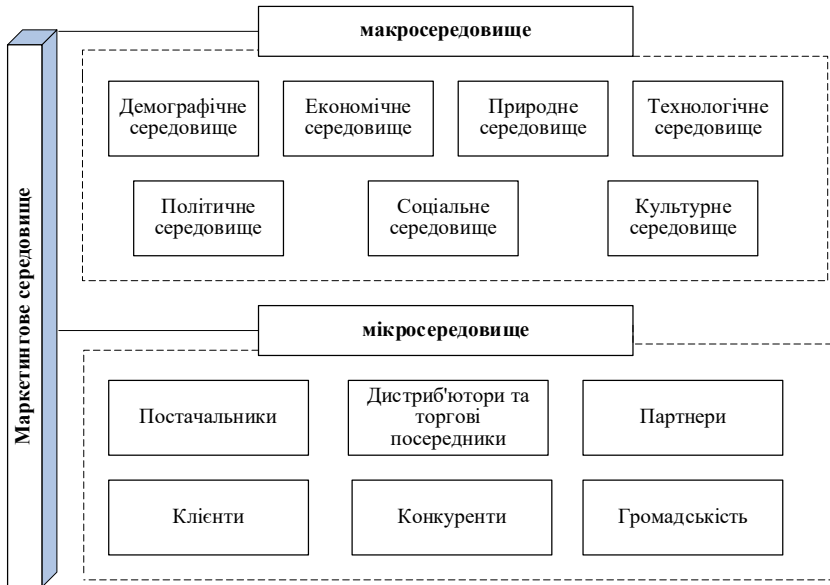 Маркетингове середовище
макросередовище
Демографічне
середовище
Економічне
середовище
Природне
середовище
Технологічне
середовище
Політичне
середовище
Соціальне
середовище
Культурне
середовище
мікросередовище
Постачальники
Дистриб'ютори та
торгові
посередники
Партнери
Клієнти
Конкуренти
Громадськість